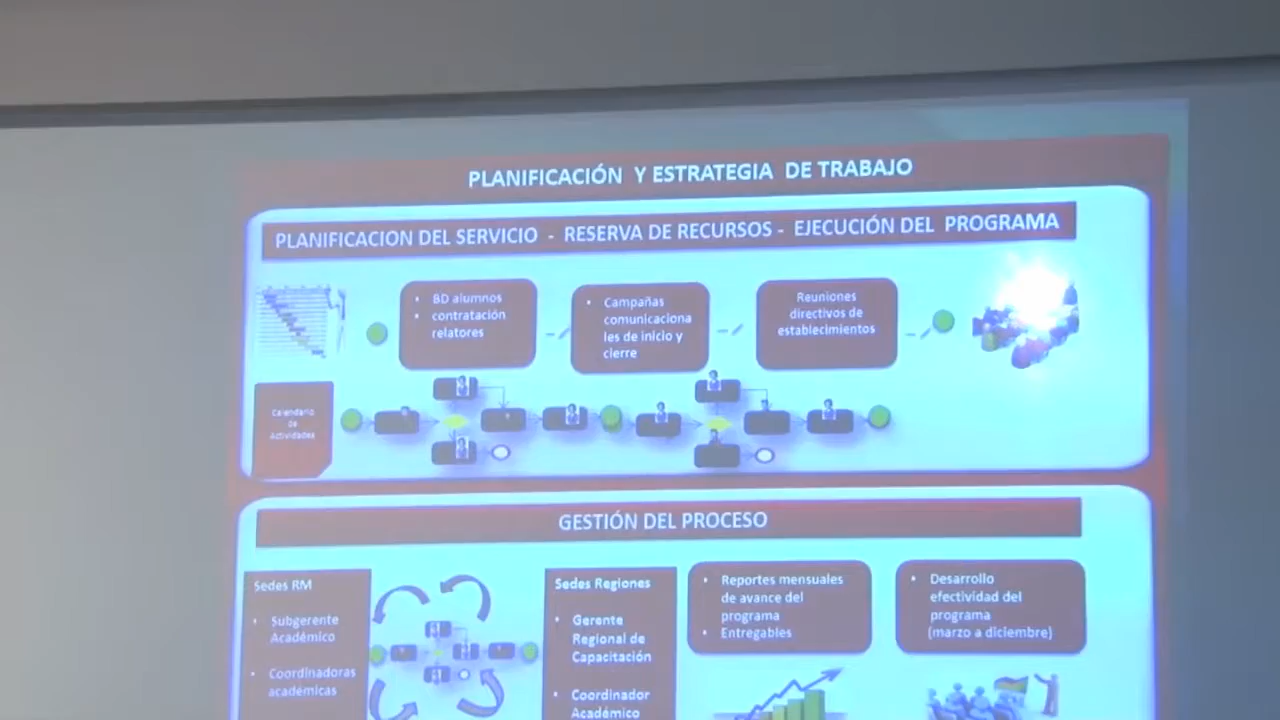 PLANIFICACIÓN Y ESTRATEGIA DE TRABAJO
PLANIFICACION DEL SERVICIO - RESERVA DE RECURSOS - EJECUCIÓN DEL PROGRAMA
• BD alumnos
• contratación
relatores
• Campañas
comunicaciona
les de inicio y
cierre
Reuniones
directivos de
establecimientos
Calendario
de
Actividades
GESTIÓN DEL PROCESO
Sedes RM
• Subgerente
Académico
• Coordinadoras
académicas
Sedes Regiones
• Gerente
Regional de
Capacitación
• Coordinador
Académico
• Reportes mensuales
de avance del
programa
• Entregables
• Desarrollo
efectividad del
programa
(marzo a diciembre)